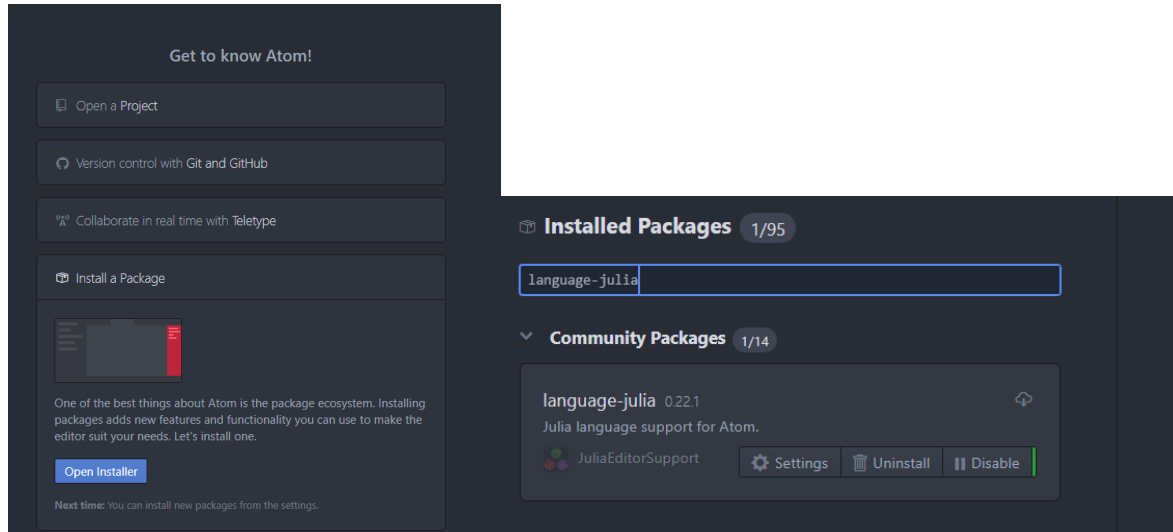 Get to know Atom!
Open a Project
Version control with Git and GitHub
Collaborate in real time with Teletype
Install a Package
One of the best things about Atom is the package ecosystem. Installing
packages adds new features and functionality you can use to make the
editor suit your needs. Let's install one.
Open Installer
Next time: You can install new packages from the settings.
Installed Packages 1/95
language-julia
Community Packages 1/14
language-julia 0.22.1
Julia language support for Atom.
JuliaEditorSupport Settings Uninstall Disable